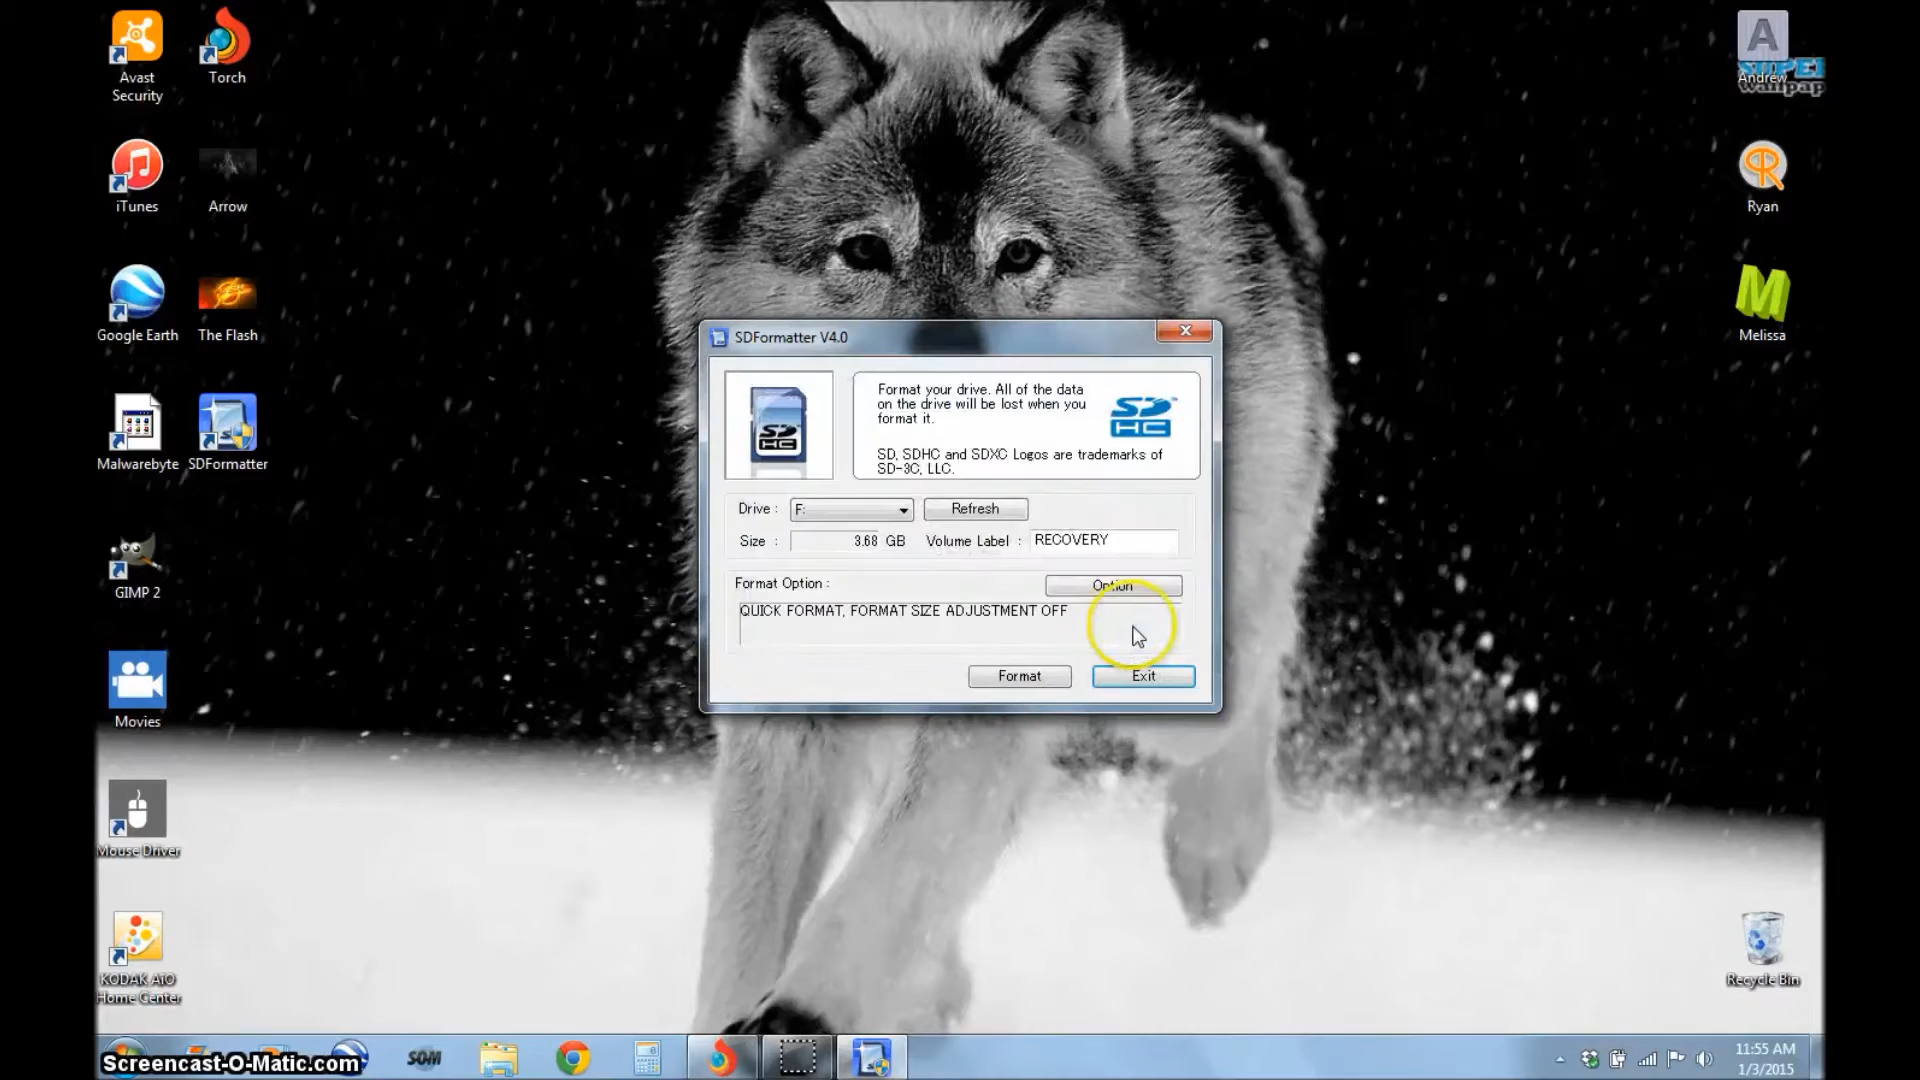 Avast
Security
Torch
iTunes
Arrow
Google Earth
The Flash
Malwarebyte
SDFormatter
GIMP 2
Movies
Mouse Driver
KODAK AiO
Home Center
A
Andrew
Ryan
M
Melissa
Recycle Bin
SDFormatter V4.0
Format your drive. All of the data
on the drive will be lost when you
format it.
SD, SDHC and SDXC Logos are trademarks of
SD-3C, LLC.
SD
HC
SD
HC
Drive :
F:
Refresh
Size :
3.68 GB
Volume Label :
RECOVERY
Format Option :
Option
QUICK FORMAT, FORMAT SIZE ADJUSTMENT OFF
Format
Exit
Screencast-O-Matic.com
SOM
11:55 AM
1/3/2015